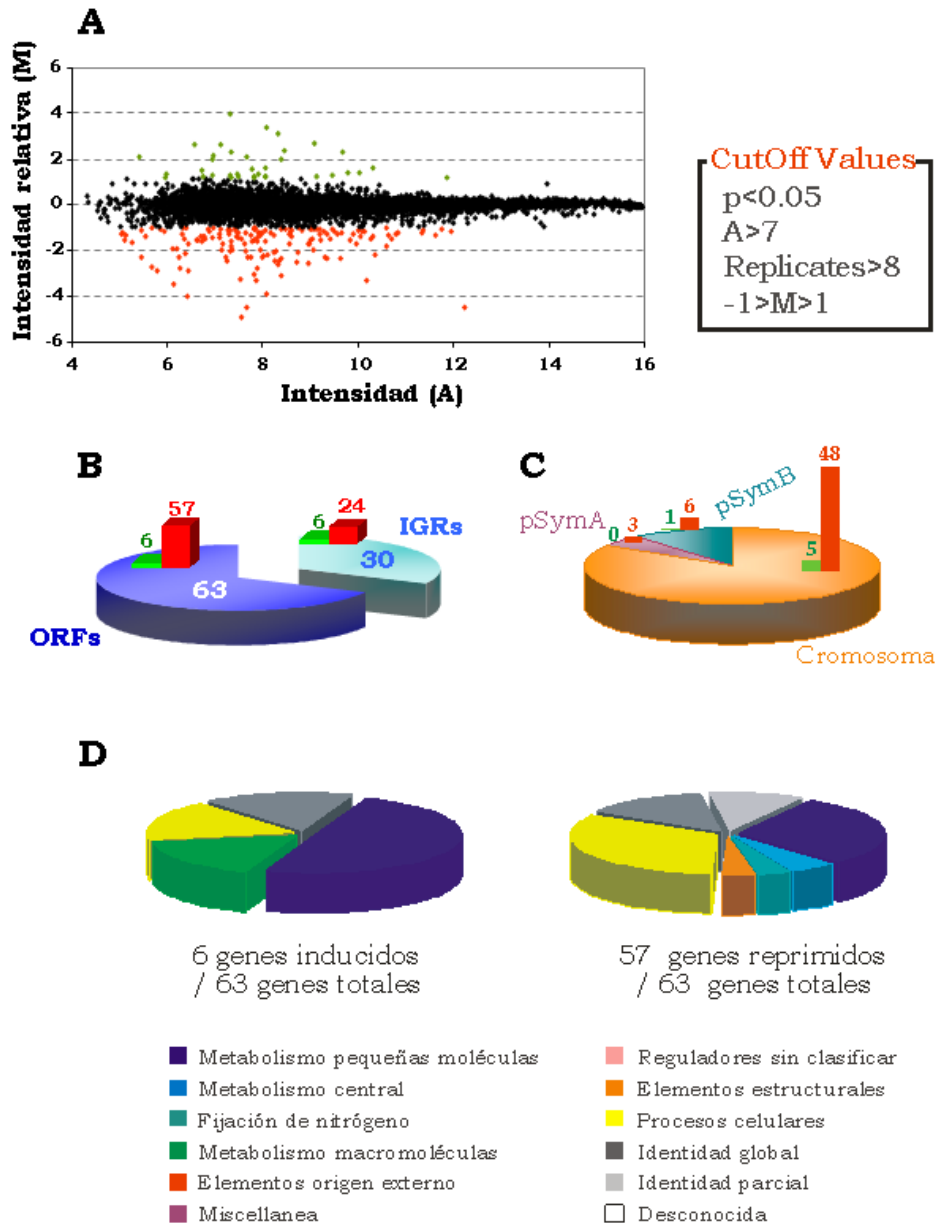 A
Intensidad relativa (M)
6
4
2
0
-2
-4
-6
4 6 8 10 12 14 16
Intensidad (A)
CutOff Values
p<0.05
A>7
Replicates>8
-1>M>1
B
6
57
63
ORFs
6
24
IGRs
30
C
pSymA
0
3
pSymB
1
6
48
5
Cromosoma
D
6 genes inducidos
/ 63 genes totales
57 genes reprimidos
/ 63 genes totales
Metabolismo pequeñas moléculas
Metabolismo central
Fijación de nitrógeno
Metabolismo macromoléculas
Elementos origen externo
Miscellanea
Reguladores sin clasificar
Elementos estructurales
Procesos celulares
Identidad global
Identidad parcial
Desconocida